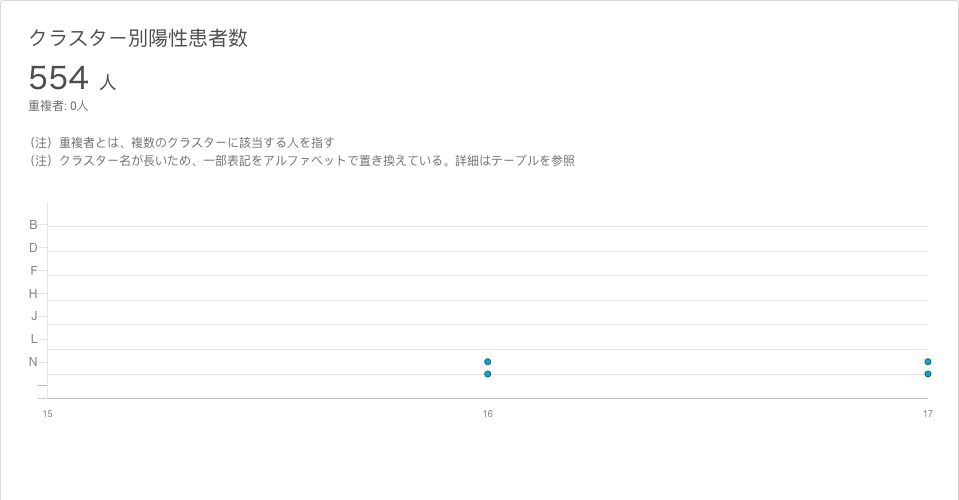 クラスター別陽性患者数
554 人
重複者: 0人
（注）重複者とは、複数のクラスターに該当する人を指す
（注）クラスター名が長いため、一部表記をアルファベットで置き換えている。詳細はテーブルを参照
B
D
F
H
J
L
N
15 16 17